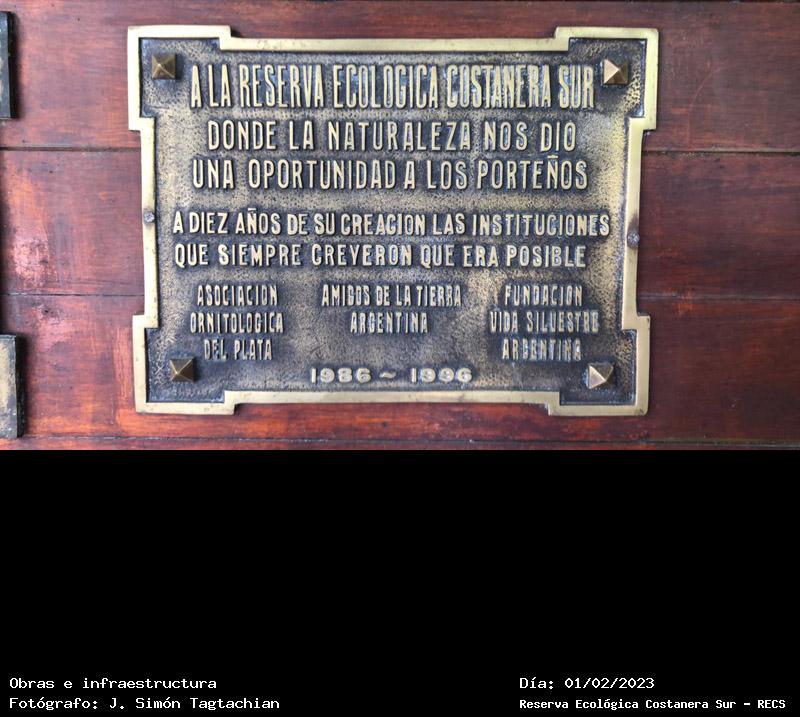 A LA RESERVA ECOLOGICA COSTANERA SUR
DONDE LA NATURALEZA NOS DIO
UNA OPORTUNIDAD A LOS PORTEÑOS
A DIEZ AÑOS DE SU CREACION LAS INSTITUCIONES
QUE SIEMPRE CREYERON QUE ERA POSIBLE
ASOCIACION
ORNITOLOGICA
DEL PLATA
AMIGOS DE LA TIERRA
ARGENTINA
FUNDACION
VIDA SILVESTRE
ARGENTINA
1986 ~ 1996
Obras e infraestructura
Fotógrafo: J. Simón Tagtachian
Día: 01/02/2023
Reserva Ecológica Costanera Sur - RECS